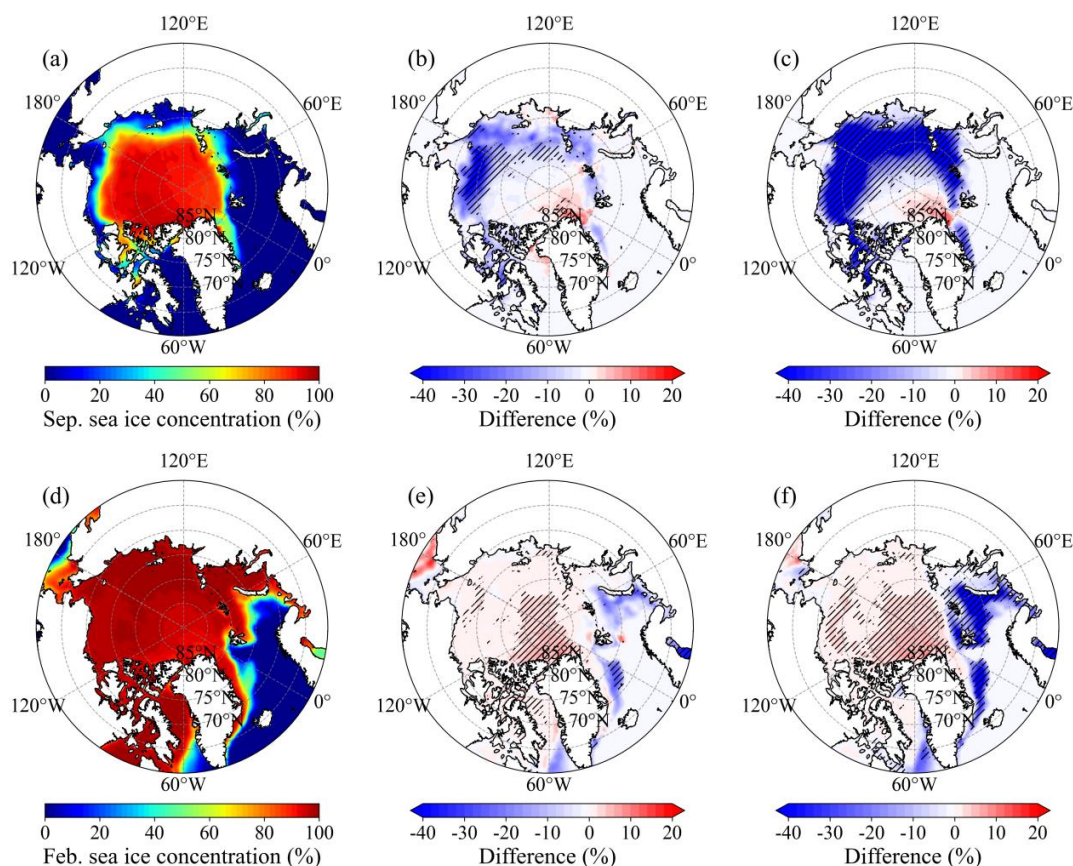 120°E
(a)
180°
60°E
85°N
80°N
75°N
70°N
120°W
0°
60°W
0 20 40 60 80 100
Sep. sea ice concentration (%)
120°E
(b)
180°
60°E
85°N
80°N
75°N
70°N
120°W
0°
60°W
-40 -30 -20 -10 0 10 20
Difference (%)
120°E
(c)
180°
60°E
85°N
80°N
75°N
70°N
120°W
0°
60°W
-40 -30 -20 -10 0 10 20
Difference (%)
120°E
(d)
180°
60°E
85°N
80°N
75°N
70°N
120°W
0°
60°W
0 20 40 60 80 100
Feb. sea ice concentration (%)
120°E
(e)
180°
60°E
85°N
80°N
75°N
70°N
120°W
0°
60°W
-40 -30 -20 -10 0 10 20
Difference (%)
120°E
(f)
180°
60°E
85°N
80°N
75°N
70°N
120°W
0°
60°W
-40 -30 -20 -10 0 10 20
Difference (%)